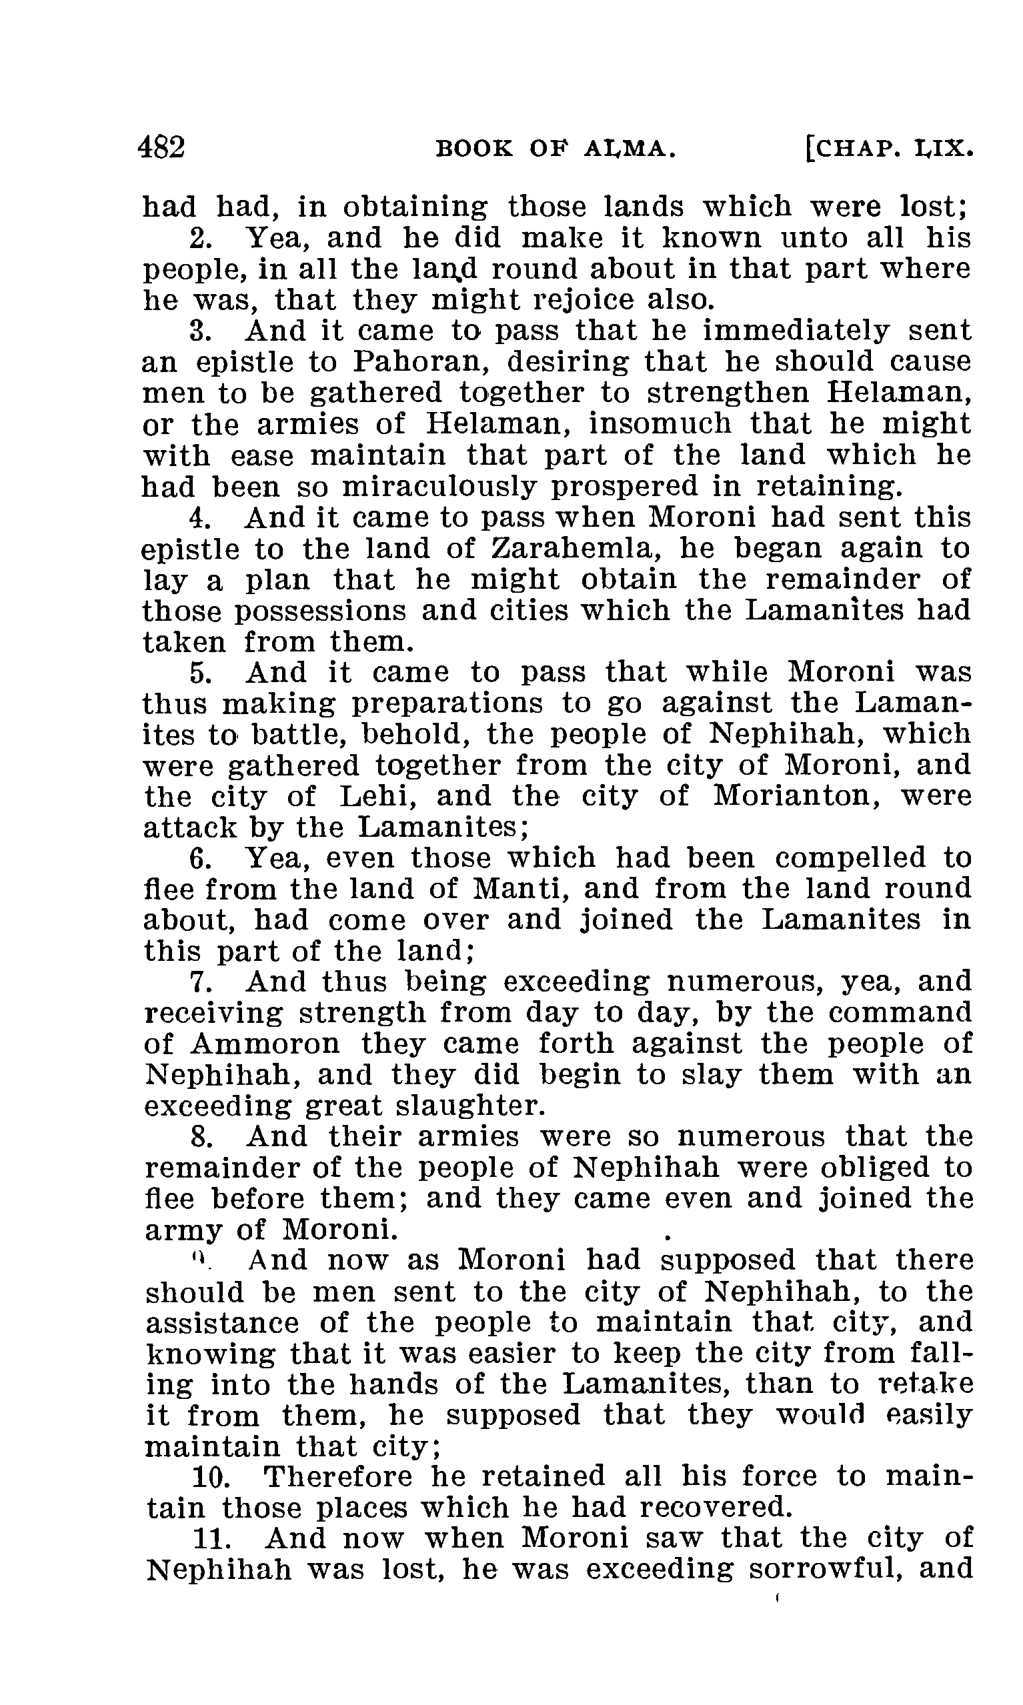 482 BOOK OF ALMA. [CHAP. LIX.
had had, in obtaining those lands which were lost;
2. Yea, and he did make it known unto all his
people, in all the land round about in that part where
he was, that they might rejoice also.
3. And it came to pass that he immediately sent
an epistle to Pahoran, desiring that he should cause
men to be gathered together to strengthen Helaman,
or the armies of Helaman, insomuch that he might
with ease maintain that part of the land which he
had been so miraculously prospered in retaining.
4. And it came to pass when Moroni had sent this
epistle to the land of Zarahemla, he began again to
lay a plan that he might obtain the remainder of
those possessions and cities which the Lamanites had
taken from them.
5. And it came to pass that while Moroni was
thus making preparations to go against the Laman-
ites to battle, behold, the people of Nephihah, which
were gathered together from the city of Moroni, and
the city of Lehi, and the city of Morianton, were
attack by the Lamanites;
6. Yea, even those which had been compelled to
flee from the land of Manti, and from the land round
about, had come over and joined the Lamanites in
this part of the land;
7. And thus being exceeding numerous, yea, and
receiving strength from day to day, by the command
of Ammoron they came forth against the people of
Nephihah, and they did begin to slay them with an
exceeding great slaughter.
8. And their armies were so numerous that the
remainder of the people of Nephihah were obliged to
flee before them; and they came even and joined the
army of Moroni.
9. And now as Moroni had supposed that there
should be men sent to the city of Nephihah, to the
assistance of the people to maintain that city, and
knowing that it was easier to keep the city from fall-
ing into the hands of the Lamanites, than to retake
it from them, he supposed that they would easily
maintain that city;
10. Therefore he retained all his force to main-
tain those places which he had recovered.
11. And now when Moroni saw that the city of
Nephihah was lost, he was exceeding sorrowful, and